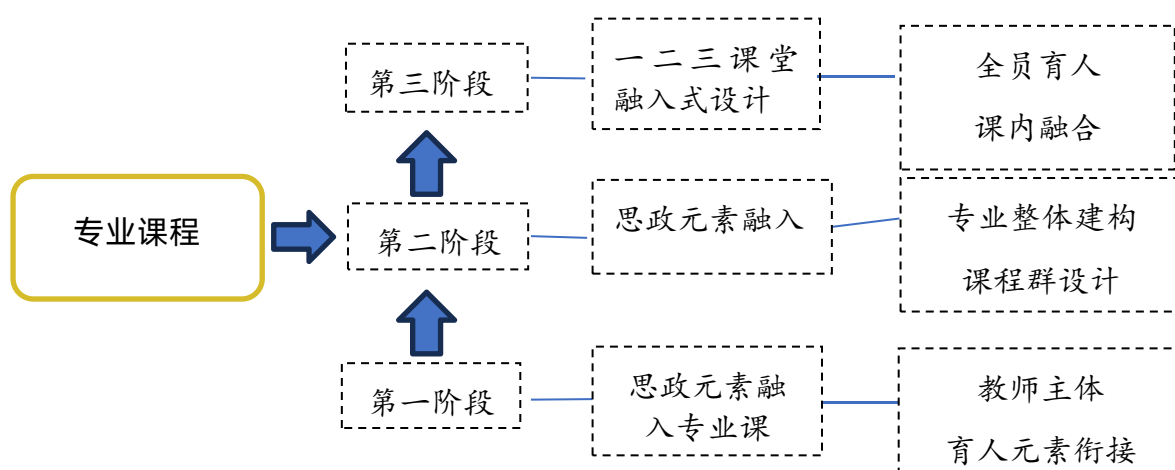 第三阶段
一二三课堂
融入式设计
全员育人
课内融合
专业课程
第二阶段
思政元素融入
专业整体建构
课程群设计
第一阶段
思政元素融
入专业课
教师主体
育人元素衔接